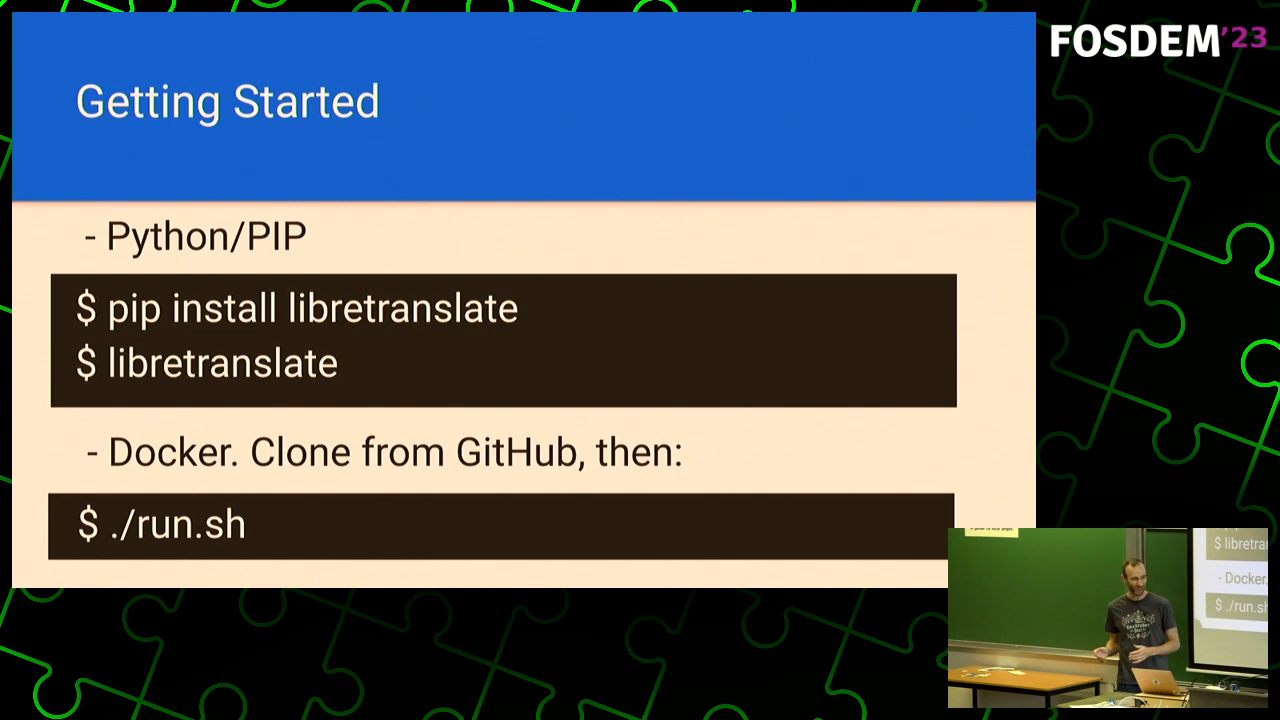 FOSDEM'23
Getting Started
- Python/PIP
$ pip install libretranslate
$ libretranslate
- Docker. Clone from GitHub, then:
$ ./run.sh
$ libretra
- Docker.
$ ./run.sh